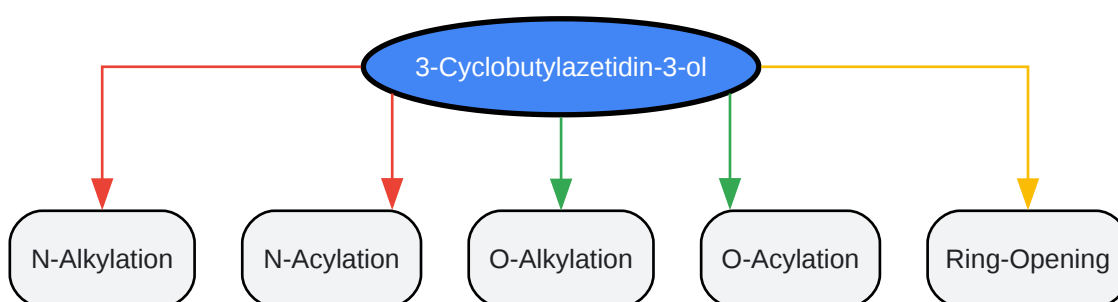 3-Cyclobutylazetidin-3-ol
N-Alkylation
N-Acylation
O-Alkylation
O-Acylation
Ring-Opening